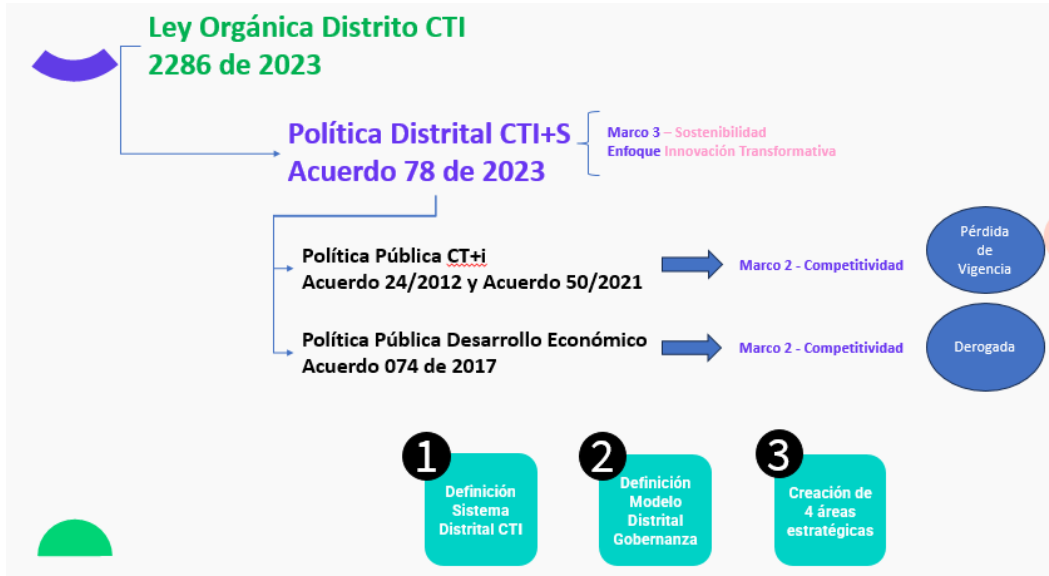 Ley Orgánica Distrito CTI
2286 de 2023
Política Distrital CTI+S
Acuerdo 78 de 2023
Marco 3 – Sostenibilidad
Enfoque Innovación Transformativa
Política Pública CT+i
Acuerdo 24/2012 y Acuerdo 50/2021
Marco 2 - Competitividad
Pérdida
de
Vigencia
Política Pública Desarrollo Económico
Acuerdo 074 de 2017
Marco 2 - Competitividad
Derogada
1
Definición
Sistema
Distrital CTI
2
Definición
Modelo
Distrital
Gobernanza
3
Creación de
4 áreas
estratégicas